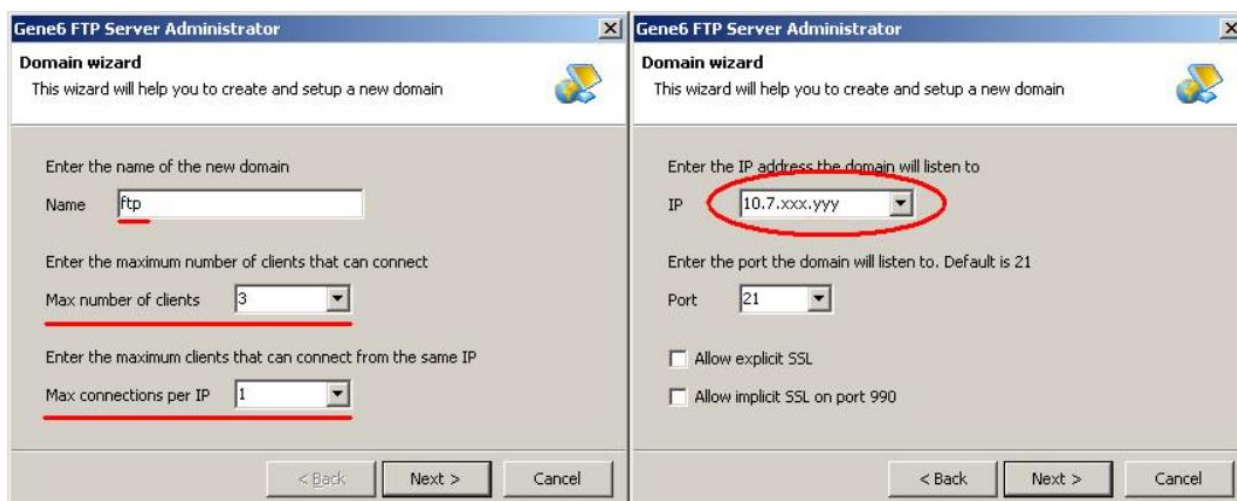 Gene6 FTP Server Administrator
Domain wizard
This wizard will help you to create and setup a new domain
Enter the name of the new domain
Name ftp
Enter the maximum number of clients that can connect
Max number of clients 3
Enter the maximum clients that can connect from the same IP
Max connections per IP 1
< Back Next > Cancel
Gene6 FTP Server Administrator
Domain wizard
This wizard will help you to create and setup a new domain
Enter the IP address the domain will listen to
IP 10.7.xxx.yyy
Enter the port the domain will listen to. Default is 21
Port 21
Allow explicit SSL
Allow implicit SSL on port 990
< Back Next > Cancel